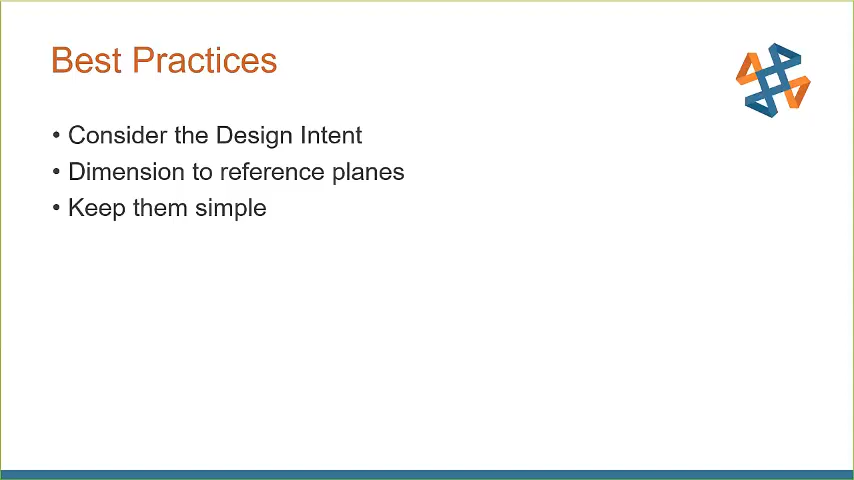 Best Practices
• Consider the Design Intent
• Dimension to reference planes
• Keep them simple